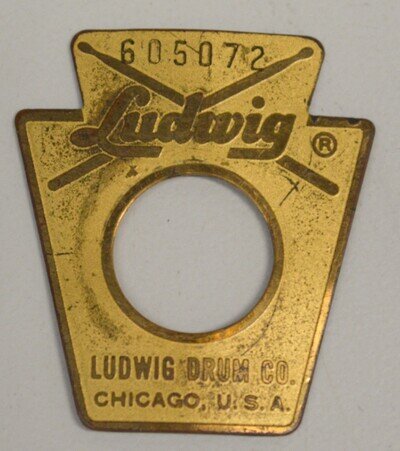 605072
Ludwig ®
LUDWIG DRUM CO.
CHICAGO, U.S.A.